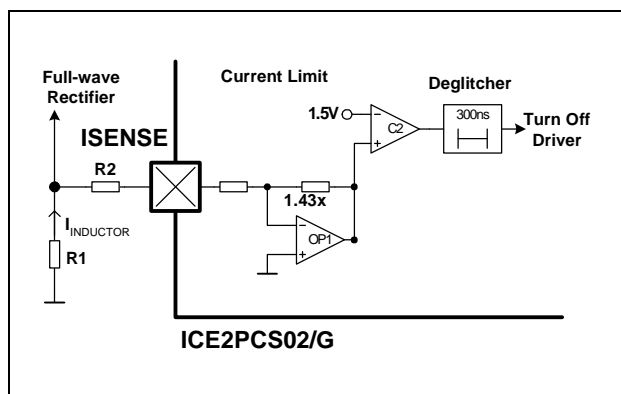 Full-wave
Rectifier
Current Limit
Deglitcher
1.5V
C2
300ns
Turn Off
Driver
ISENSE
R2
1.43x
I INDUCTOR
OP1
R1
ICE2PCS02/G